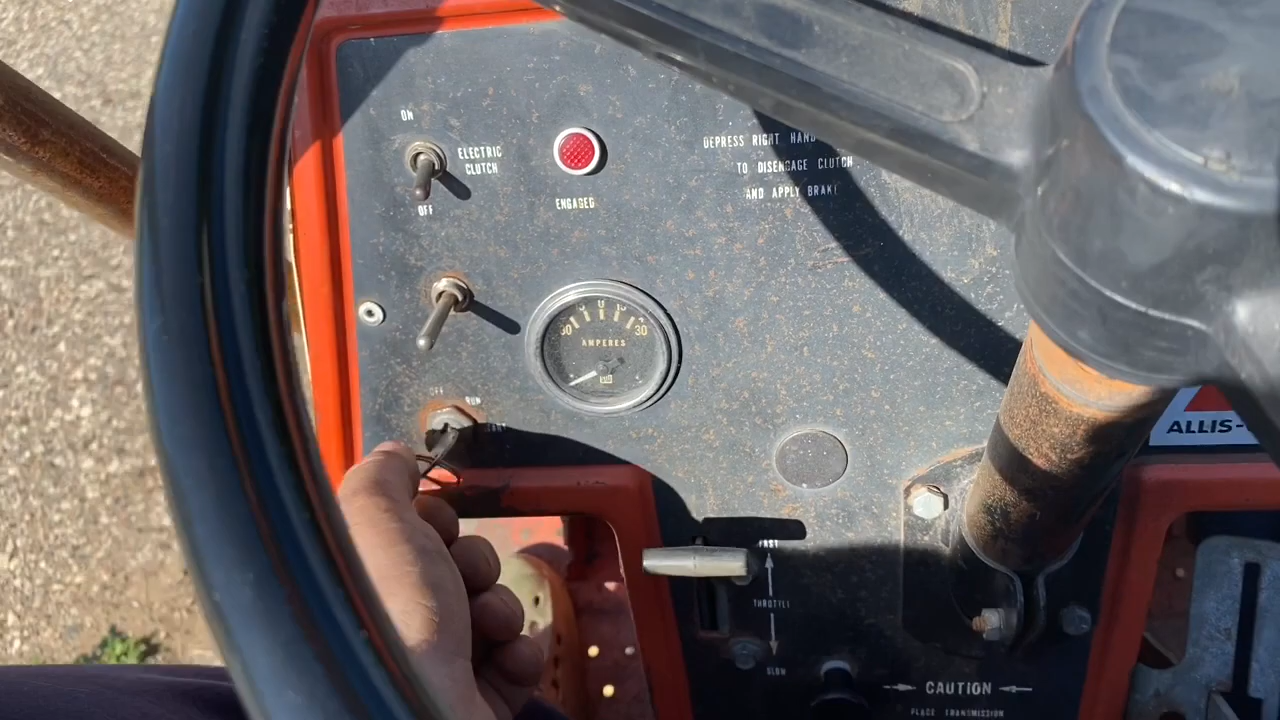 ON
ELECTRIC
CLUTCH
OFF
ENGAGED
DEPRESS RIGHT HAND
TO DISENGAGE CLUTCH
AND APPLY BRAKE
30 30
AMPERES
OFF
RUN
ALLIS-
FAST
THROTTLE
SLOW
CAUTION
PLACE TRANSMISSION